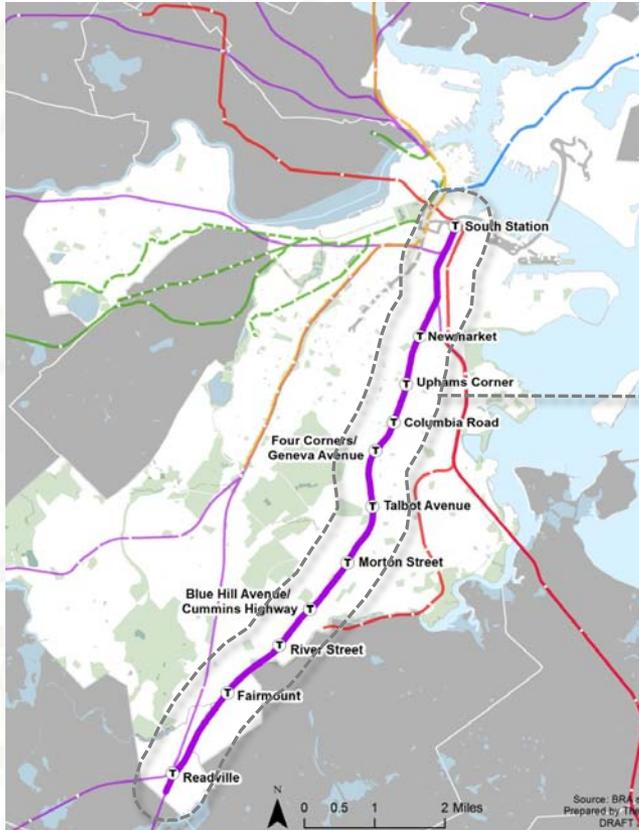 T South Station
T Newmarket
T Uphams Corner
T Columbia Road
Four Corners/
Geneva Avenue T
T Talbot Avenue
T Morton Street
Blue Hill Avenue/
Cummins Highway T
T River Street
T Fairmount
T Readville
N
0 0.5 1 2 Miles
Source: BRA
Prepared by The
DRAFT